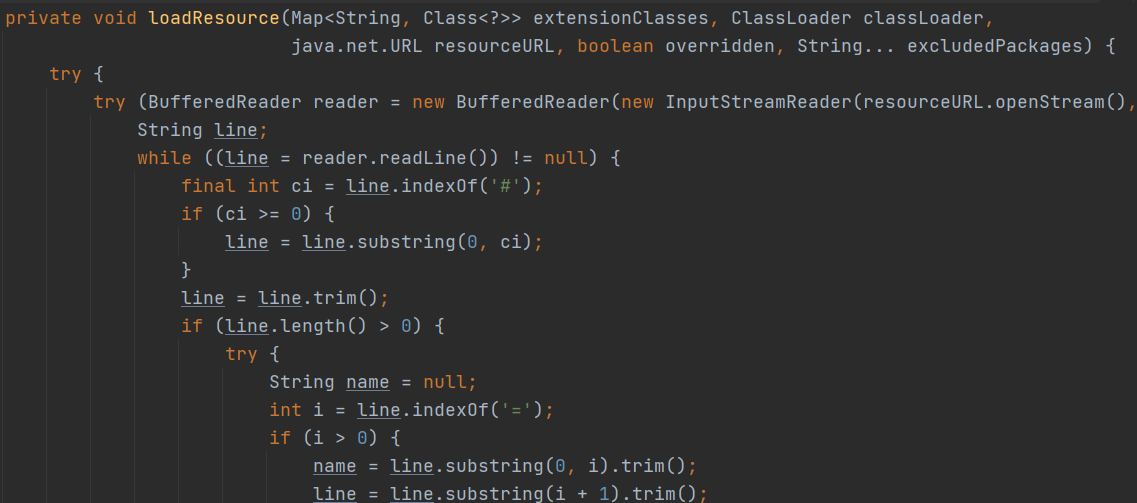 private void loadResource(Map<String, Class<?>> extensionClasses, ClassLoader classLoader,
                          java.net.URL resourceURL, boolean overridden, String... excludedPackages) {
    try {
        try (BufferedReader reader = new BufferedReader(new InputStreamReader(resourceURL.openStream(),
            String line;
            while ((line = reader.readLine()) != null) {
                final int ci = line.indexOf('#');
                if (ci >= 0) {
                    line = line.substring(0, ci);
                }
                line = line.trim();
                if (line.length() > 0) {
                    try {
                        String name = null;
                        int i = line.indexOf('=');
                        if (i > 0) {
                            name = line.substring(0, i).trim();
                            line = line.substring(i + 1).trim();